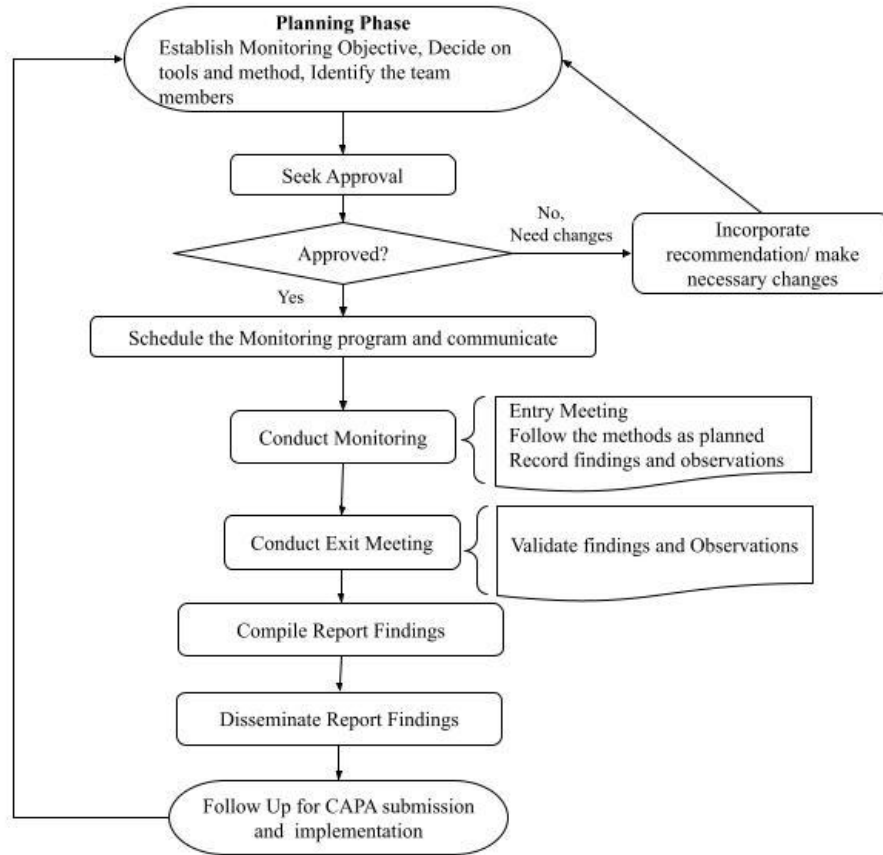 Planning Phase
Establish Monitoring Objective, Decide on
tools and method, Identify the team
members
Seek Approval
Approved?
No,
Need changes
Incorporate
recommendation/ make
necessary changes
Yes
Schedule the Monitoring program and communicate
Conduct Monitoring
Entry Meeting
Follow the methods as planned
Record findings and observations
Conduct Exit Meeting
Validate findings and Observations
Compile Report Findings
Disseminate Report Findings
Follow Up for CAPA submission
and implementation